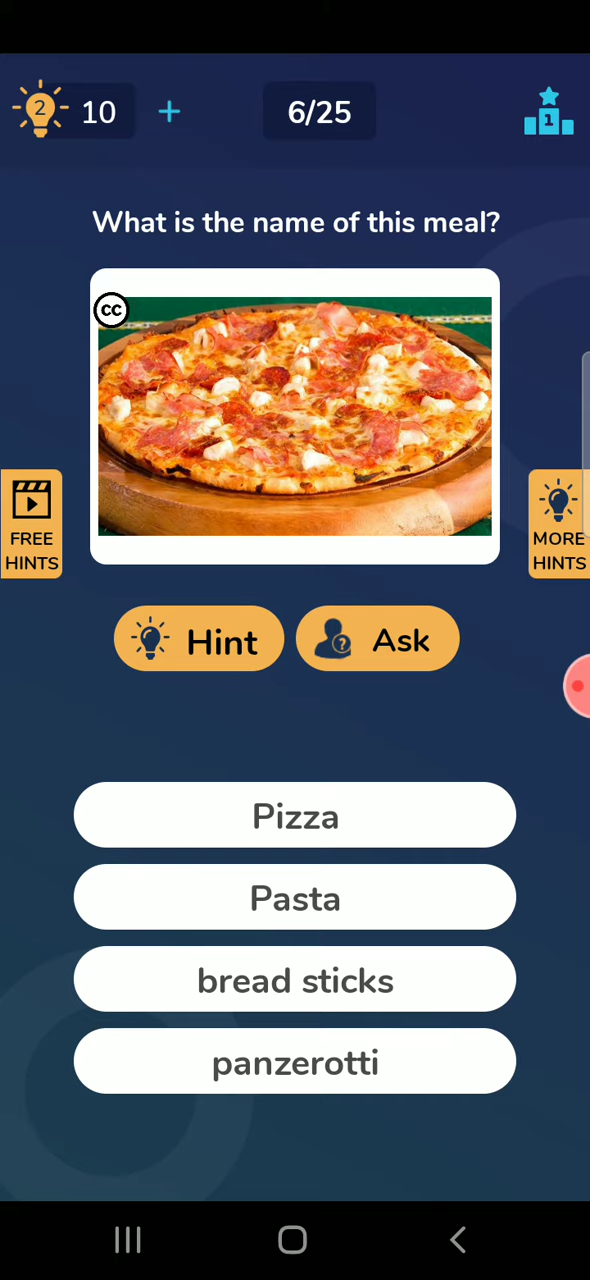 2
10
+
6/25
1
What is the name of this meal?
cc
FREE
HINTS
MORE
HINTS
Hint
?
Ask
Pizza
Pasta
bread sticks
panzerotti